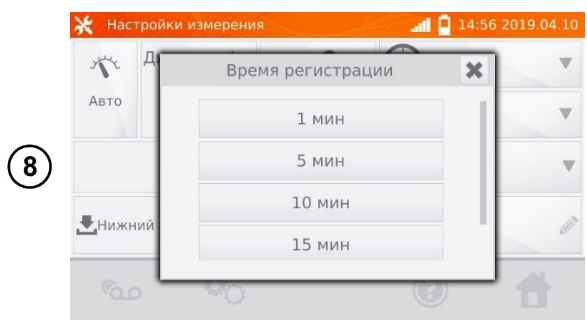 Настройки измерения 14:56 2019.04.10
Время регистрации
Авто
1 мин
5 мин
8
10 мин
Нижний
15 мин